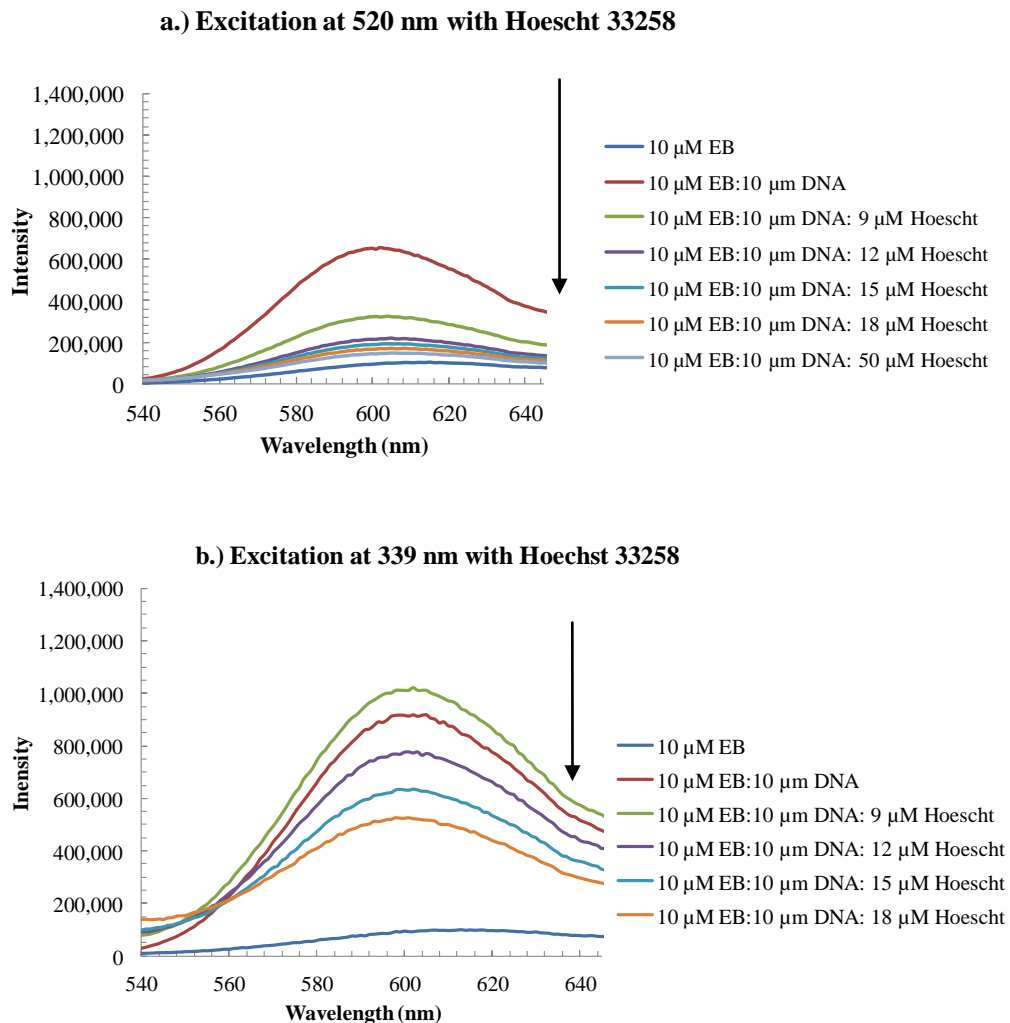 a.) Excitation at 520 nm with Hoescht 33258
1,400,000
1,200,000
1,000,000
800,000
600,000
400,000
200,000
0
Intensity
540 560 580 600 620 640
Wavelength (nm)
10 µM EB
10 µM EB:10 µm DNA
10 µM EB:10 µm DNA: 9 µM Hoescht
10 µM EB:10 µm DNA: 12 µM Hoescht
10 µM EB:10 µm DNA: 15 µM Hoescht
10 µM EB:10 µm DNA: 18 µM Hoescht
10 µM EB:10 µm DNA: 50 µM Hoescht
b.) Excitation at 339 nm with Hoechst 33258
1,400,000
1,200,000
1,000,000
800,000
600,000
400,000
200,000
0
Inensity
540 560 580 600 620 640
Wavelength (nm)
10 µM EB
10 µM EB:10 µm DNA
10 µM EB:10 µm DNA: 9 µM Hoescht
10 µM EB:10 µm DNA: 12 µM Hoescht
10 µM EB:10 µm DNA: 15 µM Hoescht
10 µM EB:10 µm DNA: 18 µM Hoescht